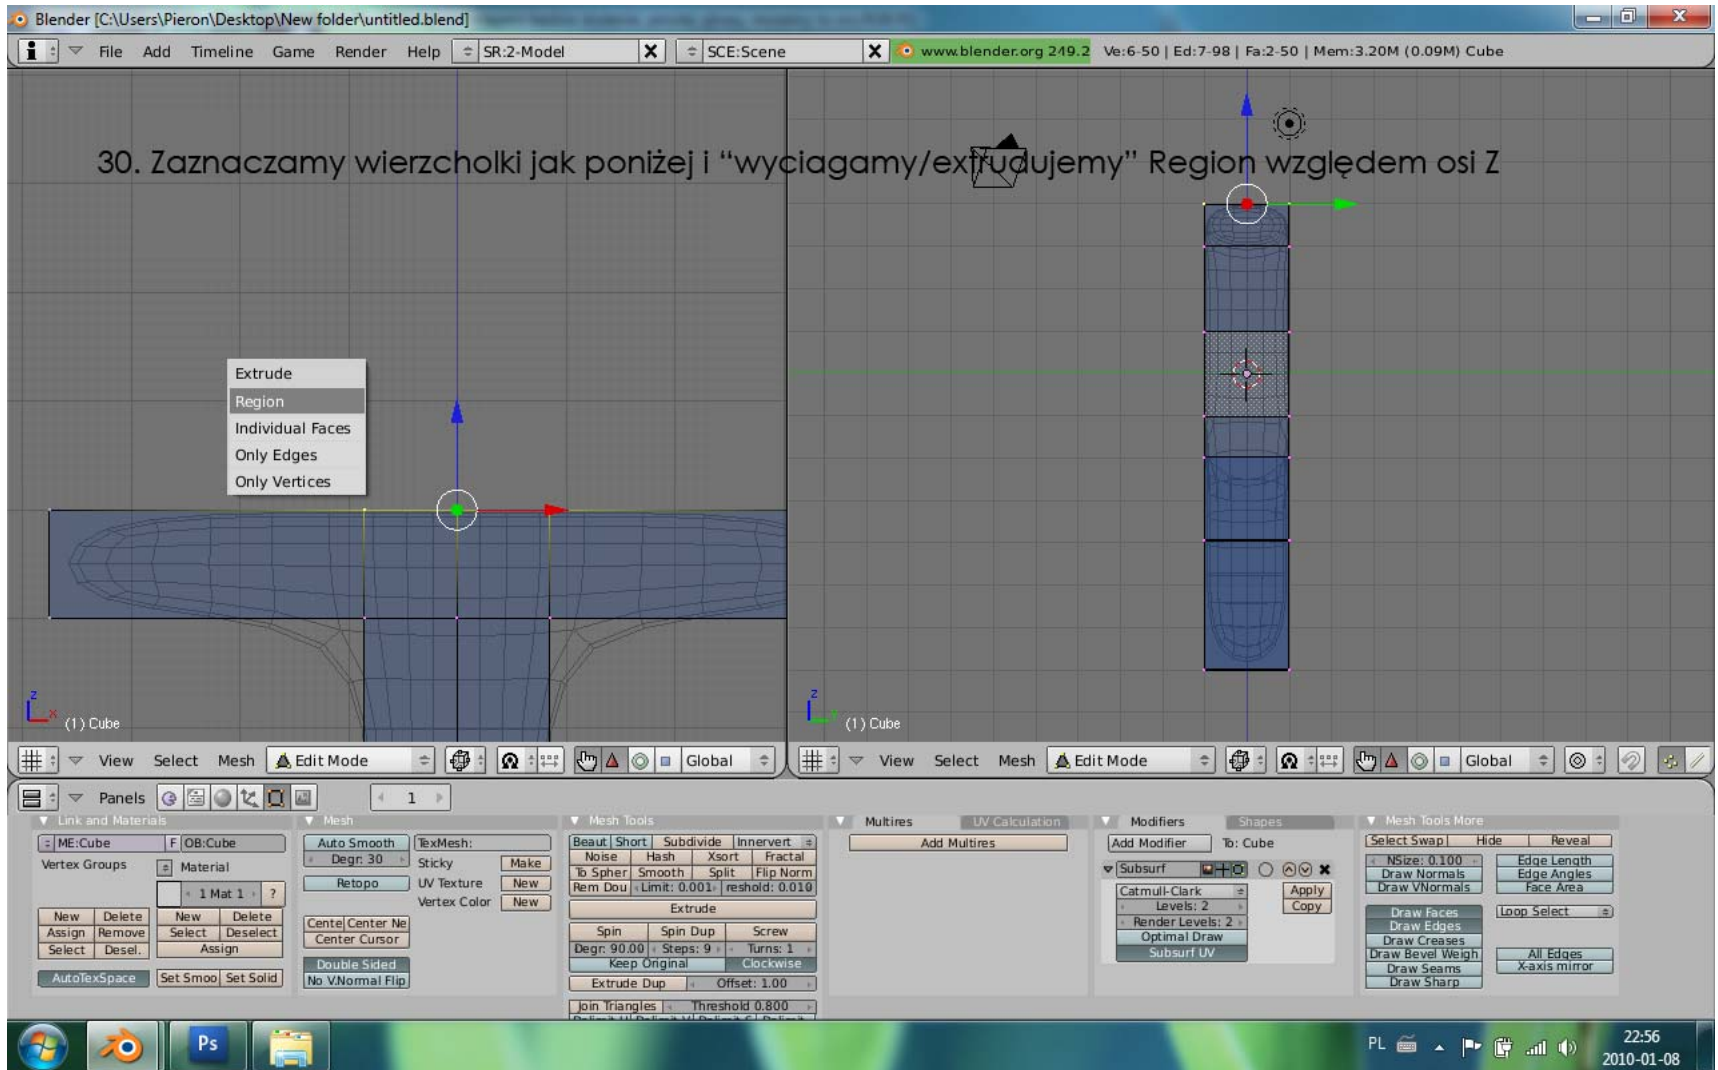 Blender [C:\Users\Pieron\Desktop\New folder\untitled.blend]
File Add Timeline Game Render Help SR:2-Model SCE:Scene www.blender.org 249.2 Ve:6-50 | Ed:7-98 | Fa:2-50 | Mem:3.20M (0.09M) Cube
30. Zaznaczamy wierzcholki jak poniżej i “wyciagamy/extrudujemy” Region względem osi Z
Extrude
Region
Individual Faces
Only Edges
Only Vertices
z
x
(1) Cube
z
y
(1) Cube
View Select Mesh Edit Mode Global
View Select Mesh Edit Mode Global
Panels 1
Link and Materials
ME:Cube F OB:Cube
Vertex Groups Material
1 Mat 1 ?
New Delete New Delete
Assign Remove Select Deselect
Select Desel. Assign
AutoTexSpace Set Smoo Set Solid
Mesh
Auto Smooth TexMesh:
Degr: 30 Sticky Make
Retopo UV Texture New
Vertex Color New
Cente Center Ne
Center Cursor
Double Sided
No V.Normal Flip
Mesh Tools
Beaut Short Subdivide Innervert
Noise Hash Xsort Fractal
To Spher Smooth Split Flip Norm
Rem Dou Limit: 0.001 reshold: 0.010
Extrude
Spin Spin Dup Screw
Degr: 90.00 Steps: 9 Turns: 1
Keep Original Clockwise
Extrude Dup Offset: 1.00
Join Triangles Threshold 0.800
Multires UV Calculation
Add Multires
Modifiers Shapes
Add Modifier To: Cube
Subsurf
Catmull-Clark Apply
Levels: 2 Copy
Render Levels: 2
Optimal Draw
Subsurf UV
Mesh Tools More
Select Swap Hide Reveal
NSize: 0.100 Edge Length
Draw Normals Edge Angles
Draw VNormals Face Area
Draw Faces Loop Select
Draw Edges
Draw Creases
Draw Bevel Weigh All Edges
Draw Seams X-axis mirror
Draw Sharp
Ps
PL
22:56
2010-01-08